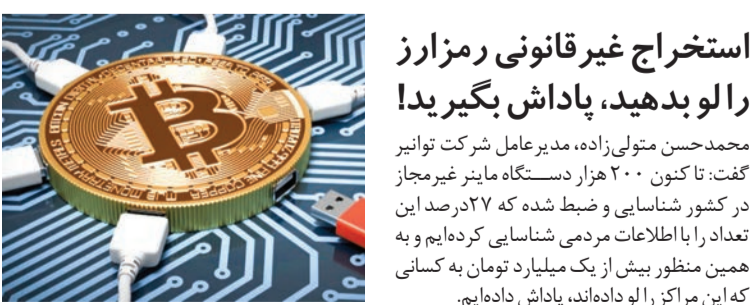 استخراج غیرقانونی رمزارز
را لو بدهید، پاداش بگیرید!
محمدحسن متولی‌زاده، مدیرعامل شرکت توانیر
گفت: تاکنون ۲۰۰ هزار دستگاه ماینر غیرمجاز
در کشور شناسایی و ضبط شده که ۲۷درصد این
تعداد را با اطلاعات مردمی شناسایی کرده‌ایم و به
همین منظور بیش از یک میلیارد تومان به کسانی
که این مراکز را لو داده‌اند، پاداش داده‌ایم.